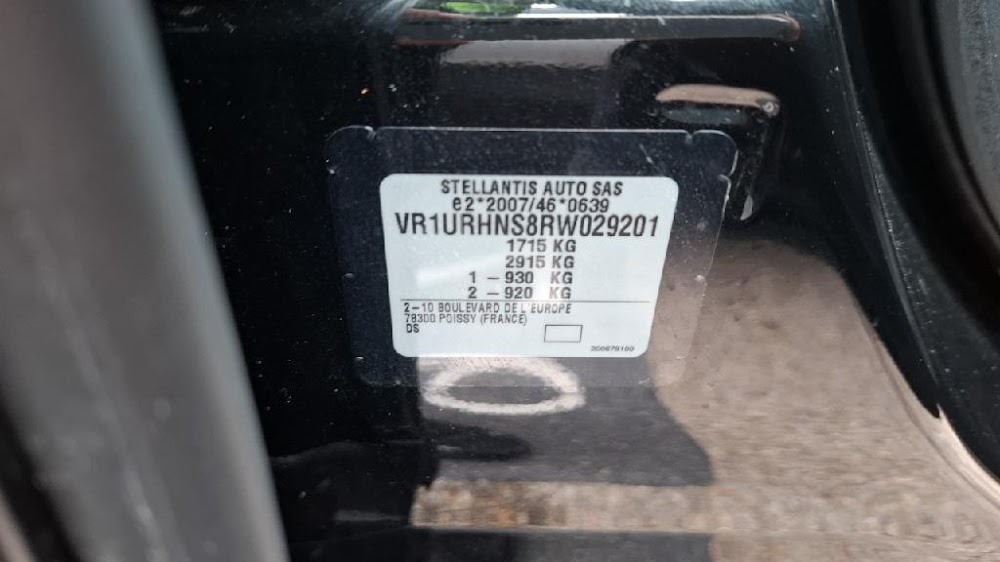 STELLANTIS AUTO SAS
e2*2007/46*0639
VR1URHNS8RW029201
1715 KG
2915 KG
1 – 930 KG
2 – 920 KG
2–10 BOULEVARD DE L'EUROPE
78300 POISSY (FRANCE)
DS